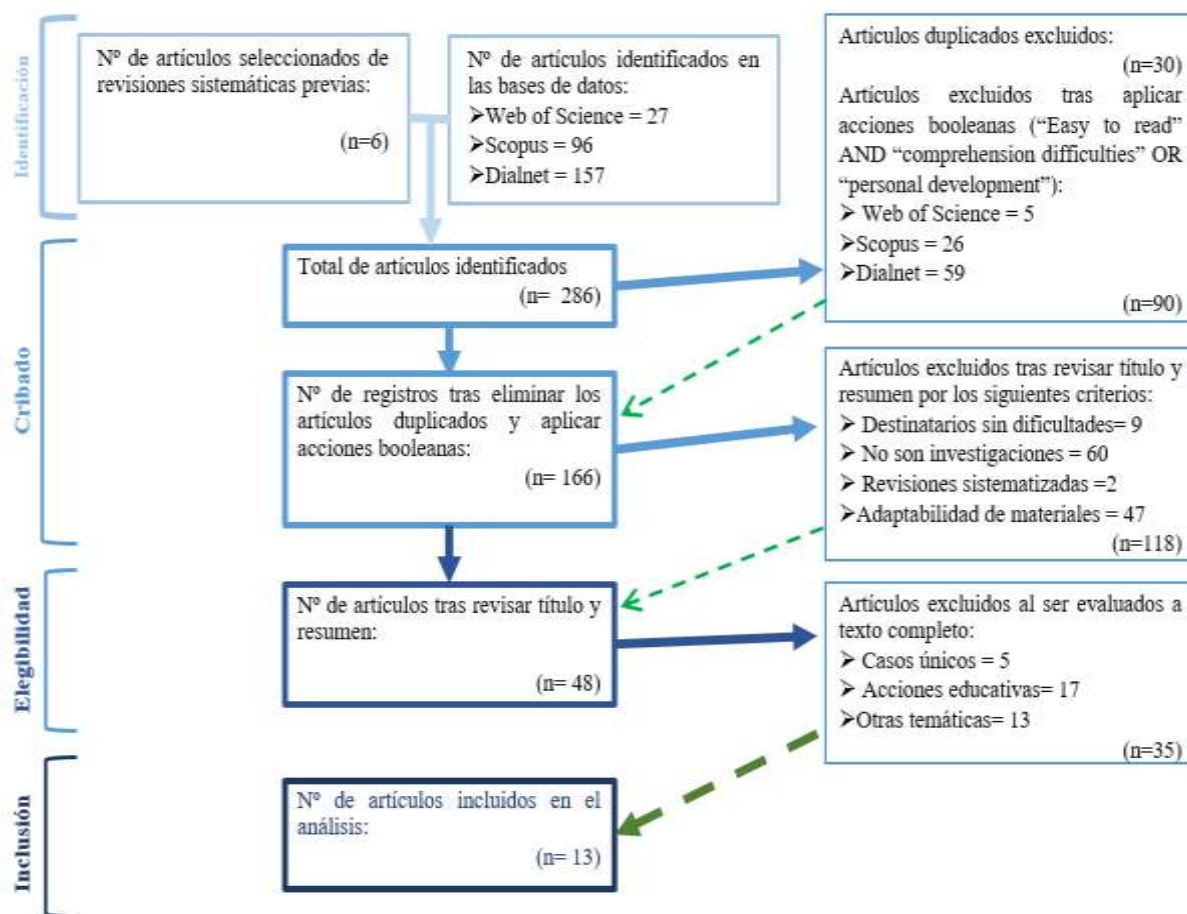 Identificación
Nº de artículos seleccionados de
revisiones sistemáticas previas:
(n=6)
Nº de artículos identificados en
las bases de datos:
➢Web of Science = 27
➢Scopus = 96
➢Dialnet = 157
Articulos duplicados excluidos:
(n=30)
Artículos excluidos tras aplicar
acciones booleanas (“Easy to read”
AND “comprehension difficulties” OR
“personal development”):
➢ Web of Science = 5
➢Scopus = 26
➢Dialnet = 59
(n=90)
Cribado
Total de artículos identificados
(n= 286)
Nº de registros tras eliminar los
artículos duplicados y aplicar
acciones booleanas:
(n= 166)
Artículos excluidos tras revisar título y
resumen por los siguientes criterios:
➢ Destinatarios sin dificultades= 9
➢ No son investigaciones = 60
➢ Revisiones sistematizadas =2
➢Adaptabilidad de materiales = 47
(n=118)
Elegibilidad
Nº de artículos tras revisar título y
resumen:
(n= 48)
Artículos excluidos al ser evaluados a
texto completo:
➢ Casos únicos = 5
➢ Acciones educativas= 17
➢Otras temáticas= 13
(n=35)
Inclusión
Nº de artículos incluidos en el
análisis:
(n= 13)